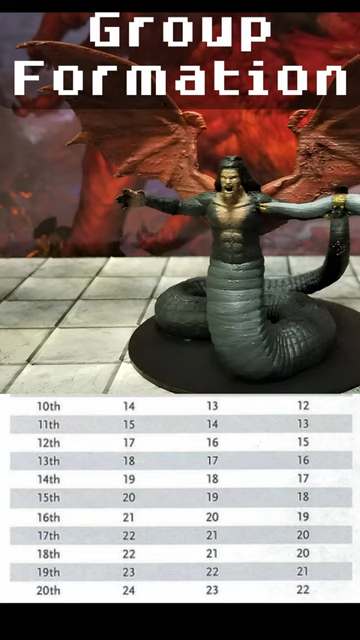 Group
Formation
10th 14 13 12
11th 15 14 13
12th 17 16 15
13th 18 17 16
14th 19 18 17
15th 20 19 18
16th 21 20 19
17th 22 21 20
18th 22 21 20
19th 23 22 21
20th 24 23 22